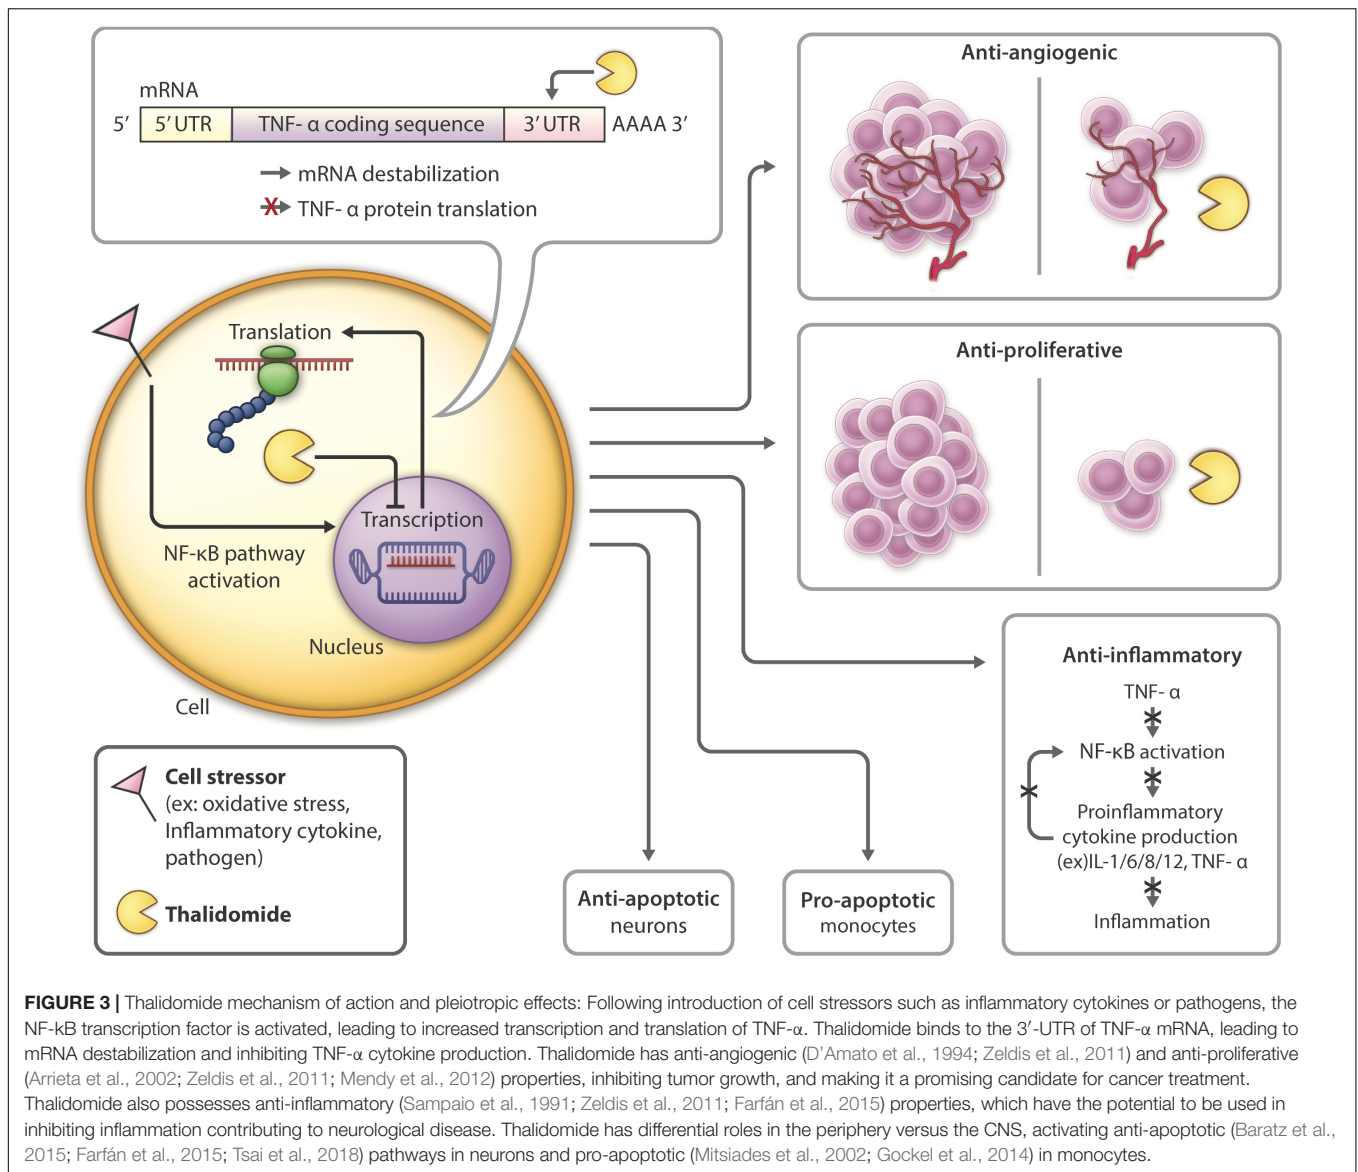 mRNA
5′ 5′ UTR TNF- α coding sequence 3′ UTR AAAA 3′
mRNA destabilization
X TNF- α protein translation
Translation
Transcription
NF-κB pathway
activation
Nucleus
Cell
Cell stressor
(ex: oxidative stress,
Inflammatory cytokine,
pathogen)
Thalidomide
Anti-angiogenic
Anti-proliferative
Anti-inflammatory
TNF- α
NF-κB activation
Proinflammatory
cytokine production
(ex)IL-1/6/8/12, TNF- α
Inflammation
Anti-apoptotic
neurons
Pro-apoptotic
monocytes
FIGURE 3 | Thalidomide mechanism of action and pleiotropic effects: Following introduction of cell stressors such as inflammatory cytokines or pathogens, the
NF-kB transcription factor is activated, leading to increased transcription and translation of TNF-α. Thalidomide binds to the 3′-UTR of TNF-α mRNA, leading to
mRNA destabilization and inhibiting TNF-α cytokine production. Thalidomide has anti-angiogenic (D’Amato et al., 1994; Zeldis et al., 2011) and anti-proliferative
(Arrieta et al., 2002; Zeldis et al., 2011; Mendy et al., 2012) properties, inhibiting tumor growth, and making it a promising candidate for cancer treatment.
Thalidomide also possesses anti-inflammatory (Sampaio et al., 1991; Zeldis et al., 2011; Farfán et al., 2015) properties, which have the potential to be used in
inhibiting inflammation contributing to neurological disease. Thalidomide has differential roles in the periphery versus the CNS, activating anti-apoptotic (Baratz et al.,
2015; Farfán et al., 2015; Tsai et al., 2018) pathways in neurons and pro-apoptotic (Mitsiades et al., 2002; Gockel et al., 2014) in monocytes.